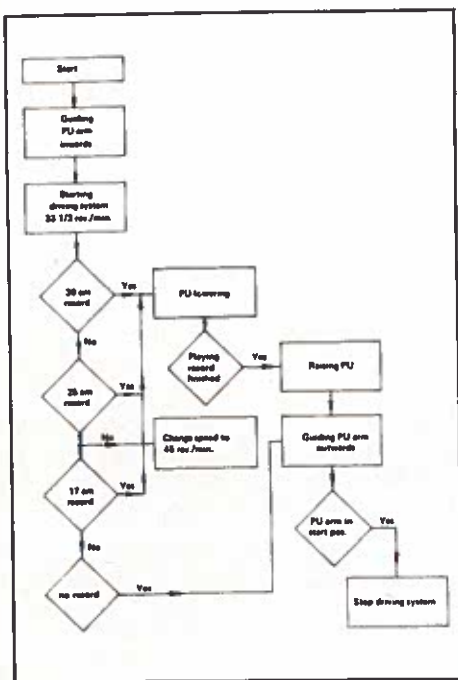 Start
Guiding
PU arm
inwards
Starting
driving system
33 1/3 rev./min.
30 cm
record
Yes
PU-lowering
No
Playing
record
finished
Yes
Raising PU
25 cm
record
Yes
No
Change speed to
45 rev./min.
Guiding PU arm
outwards
17 cm
record
Yes
No
PU arm in
start pos.
Yes
no record
Yes
Stop driving system